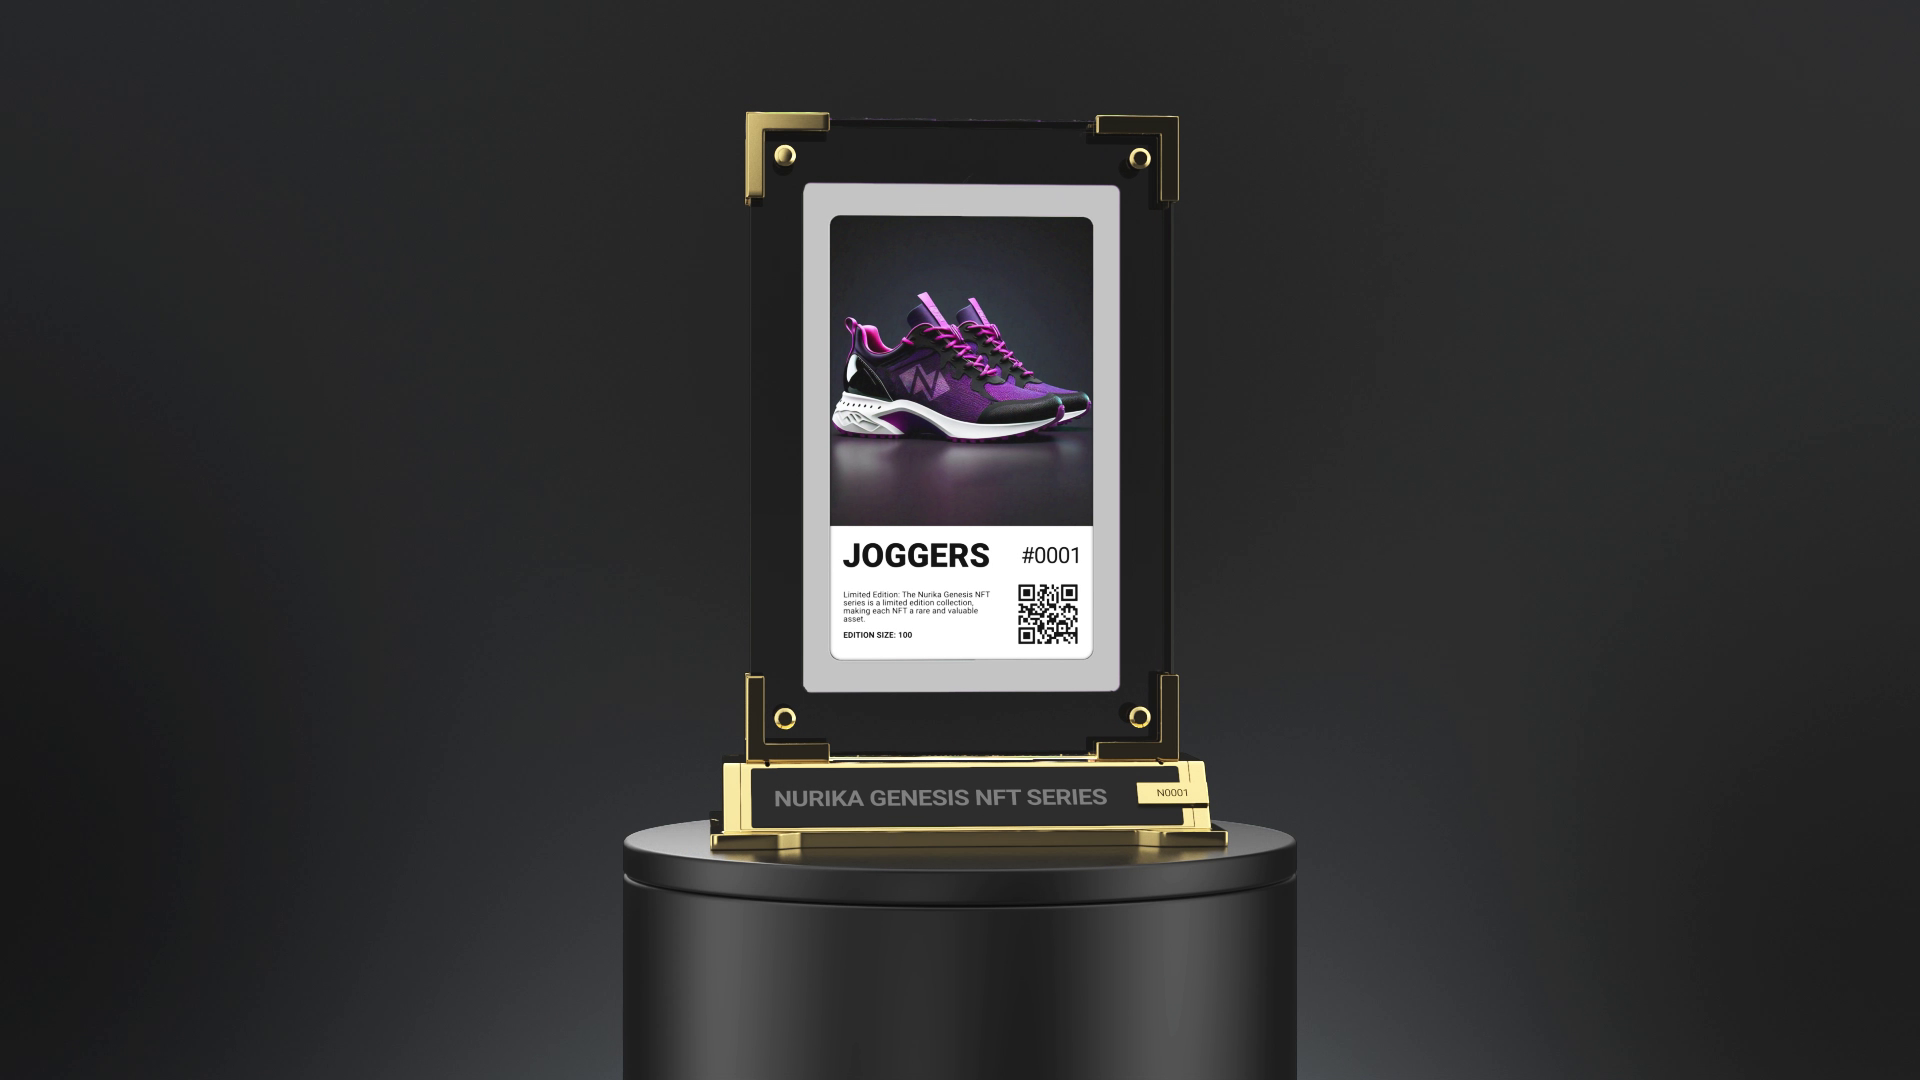 N
JOGGERS #0001
Limited Edition: The Nurika Genesis NFT
series is a limited edition collection,
making each NFT a rare and valuable
asset.
EDITION SIZE: 100
NURIKA GENESIS NFT SERIES
N0001